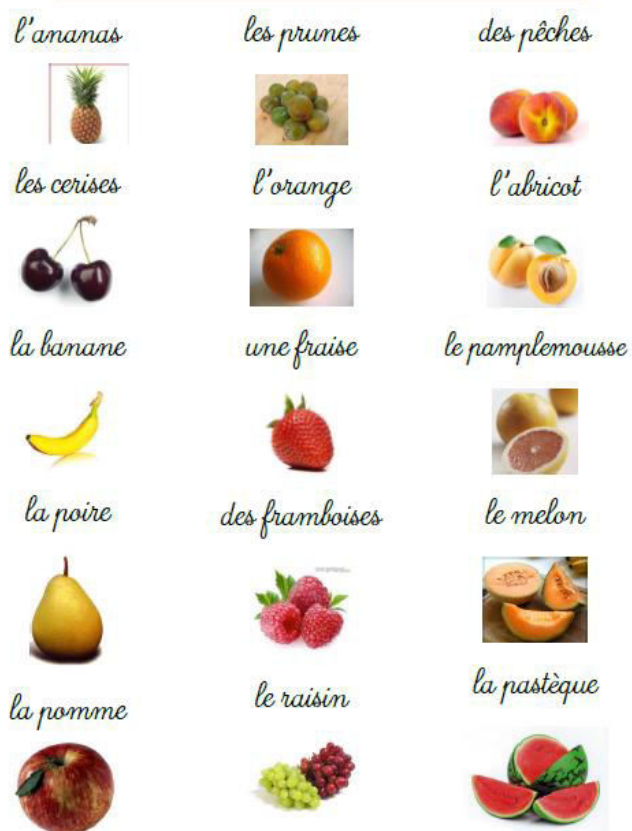 l'ananas
les prunes
des pêches
les cerises
l'orange
l'abricot
la banane
une fraise
le pamplemousse
la poire
des framboises
le melon
la pomme
le raisin
la pastèque